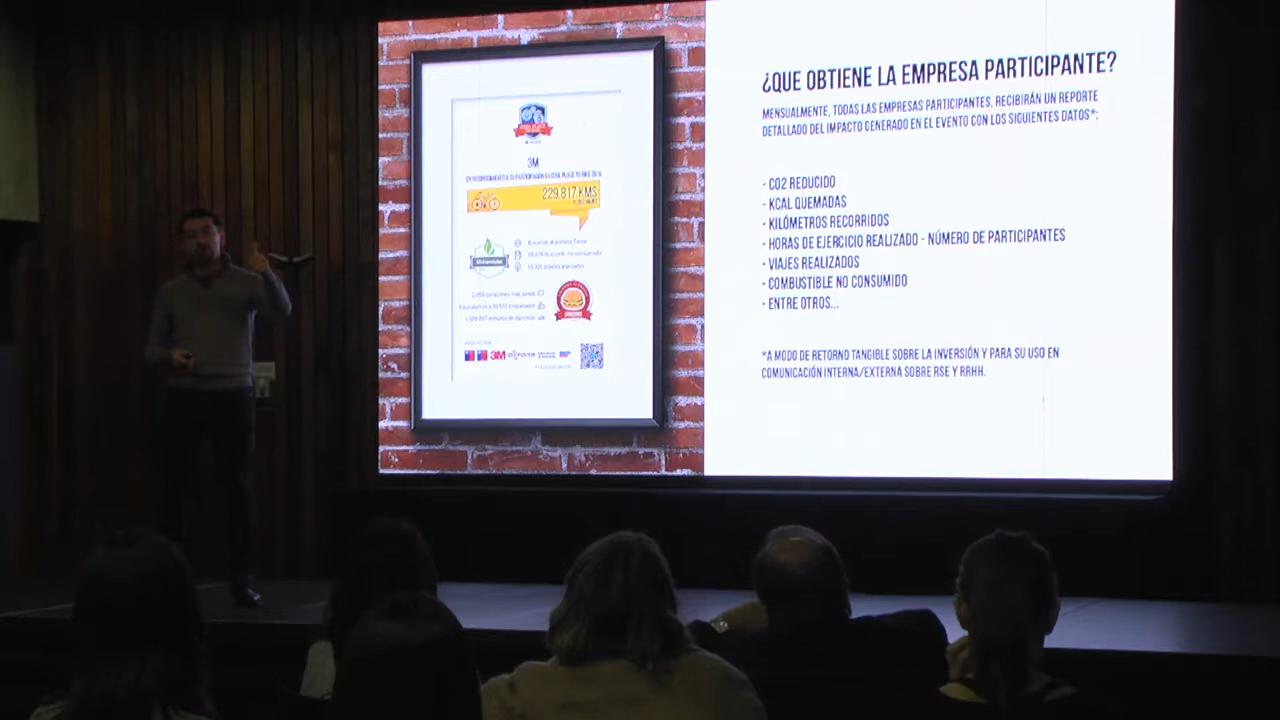 3M
229.817 KMS
3M
¿QUE OBTIENE LA EMPRESA PARTICIPANTE?
MENSUALMENTE, TODAS LAS EMPRESAS PARTICIPANTES, RECIBIRÁN UN REPORTE
DETALLADO DEL IMPACTO GENERADO EN EL EVENTO CON LOS SIGUIENTES DATOS*:
- CO2 REDUCIDO
- KCAL QUEMADAS
- KILÓMETROS RECORRIDOS
- HORAS DE EJERCICIO REALIZADO - NÚMERO DE PARTICIPANTES
- VIAJES REALIZADOS
- COMBUSTIBLE NO CONSUMIDO
- ENTRE OTROS...
*A MODO DE RETORNO TANGIBLE SOBRE LA INVERSIÓN Y PARA SU USO EN
COMUNICACIÓN INTERNA/EXTERNA SOBRE RSE Y RRHH.